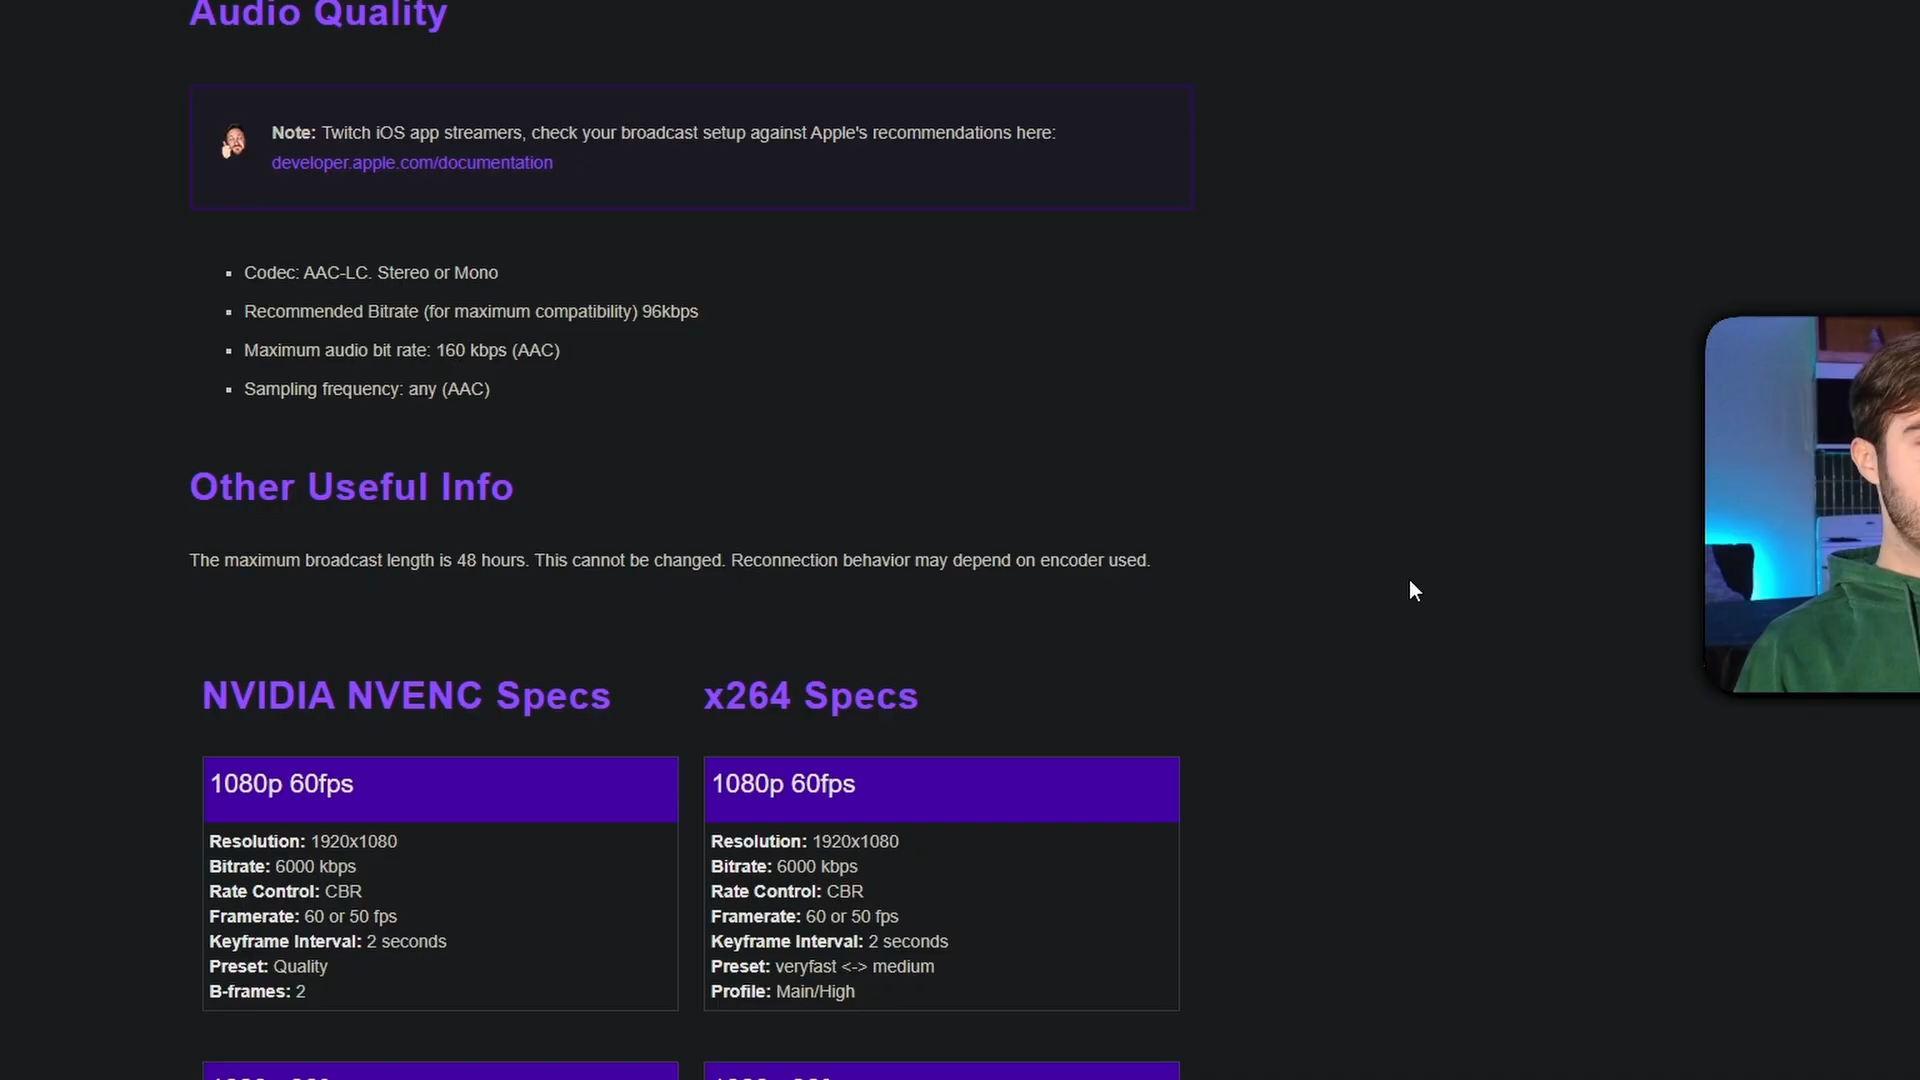 Audio Quality
Note: Twitch iOS app streamers, check your broadcast setup against Apple's recommendations here:
developer.apple.com/documentation
Codec: AAC-LC. Stereo or Mono
Recommended Bitrate (for maximum compatibility) 96kbps
Maximum audio bit rate: 160 kbps (AAC)
Sampling frequency: any (AAC)
Other Useful Info
The maximum broadcast length is 48 hours. This cannot be changed. Reconnection behavior may depend on encoder used.
NVIDIA NVENC Specs
1080p 60fps
Resolution: 1920x1080
Bitrate: 6000 kbps
Rate Control: CBR
Framerate: 60 or 50 fps
Keyframe Interval: 2 seconds
Preset: Quality
B-frames: 2
x264 Specs
1080p 60fps
Resolution: 1920x1080
Bitrate: 6000 kbps
Rate Control: CBR
Framerate: 60 or 50 fps
Keyframe Interval: 2 seconds
Preset: veryfast <-> medium
Profile: Main/High